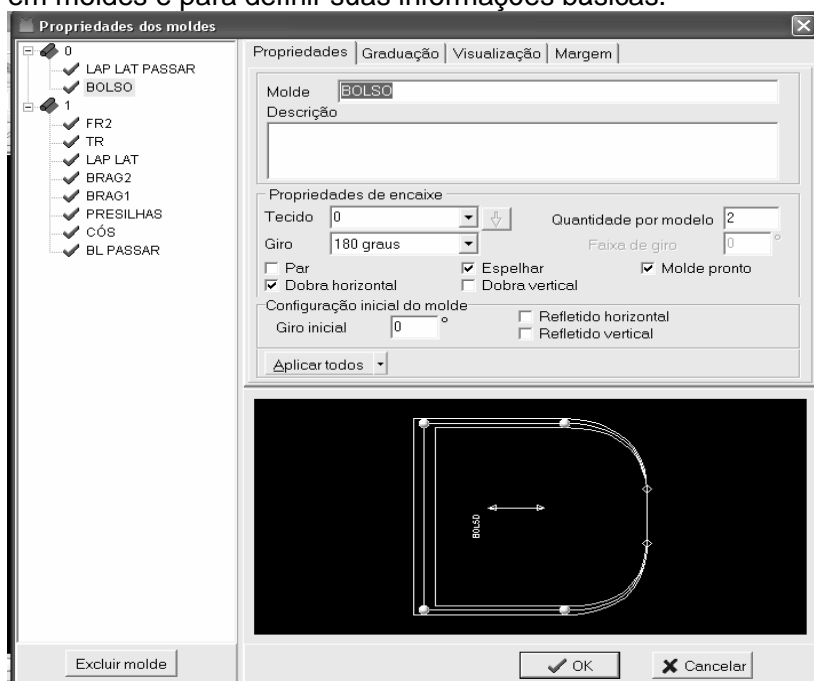 em moldes e para definir suas informações básicas.
Propriedades dos moldes
0
LAP LAT PASSAR
BOLSO
1
FR2
TR
LAP LAT
BRAG2
BRAG1
PRESILHAS
CÓS
BL PASSAR
Excluir molde
Propriedades Graduação Visualização Margem
Molde BOLSO
Descrição
Propriedades de encaixe
Tecido 0 Quantidade por modelo 2
Giro 180 graus Faixa de giro 0 °
Par Espelhar Molde pronto
Dobra horizontal Dobra vertical
Configuração inicial do molde
Giro inicial 0 ° Refletido horizontal
Refletido vertical
Aplicar todos
BOLSO
OK Cancelar